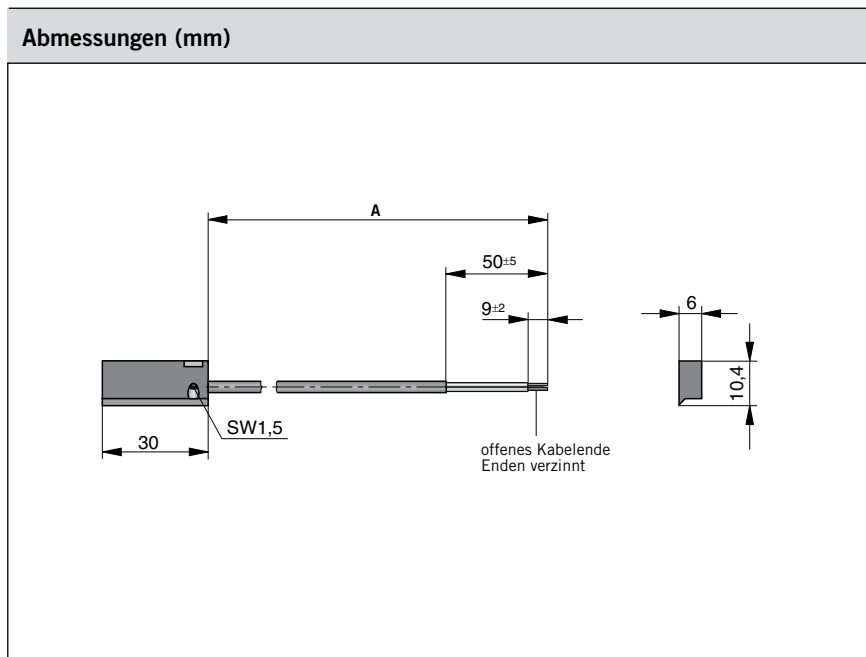 Abmessungen (mm)
A
50±5
9±2
6
10,4
SW1,5
30
offenes Kabelende
Enden verzinnt